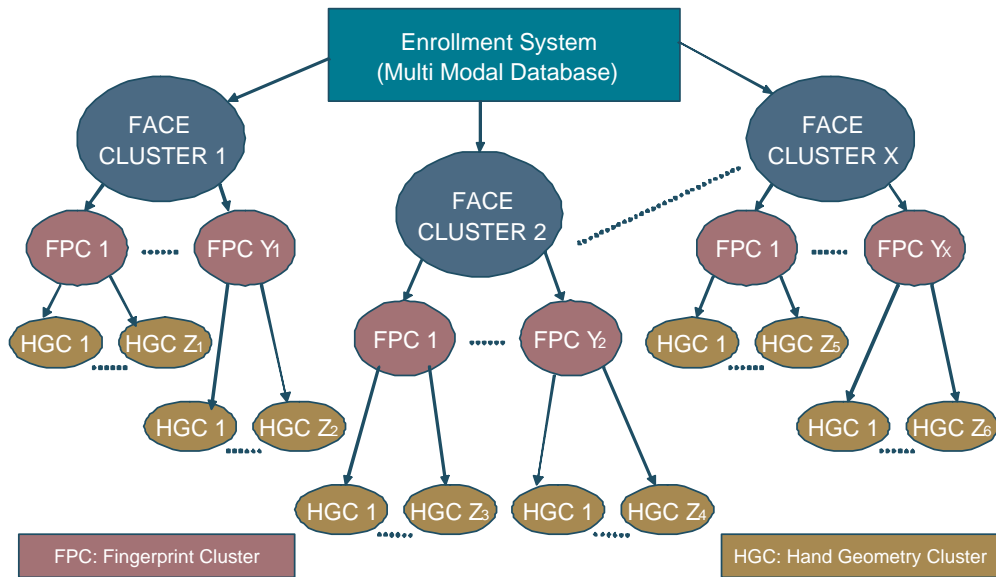 Enrollment System
(Multi Modal Database)
FACE
CLUSTER 1
FACE
CLUSTER X
FACE
CLUSTER 2
FPC 1
FPC Y1
FPC 1
FPC YX
HGC 1
HGC Z1
FPC 1
FPC Y2
HGC 1
HGC Z5
HGC 1
HGC Z2
HGC 1
HGC Z6
HGC 1
HGC Z3
HGC 1
HGC Z4
FPC: Fingerprint Cluster
HGC: Hand Geometry Cluster